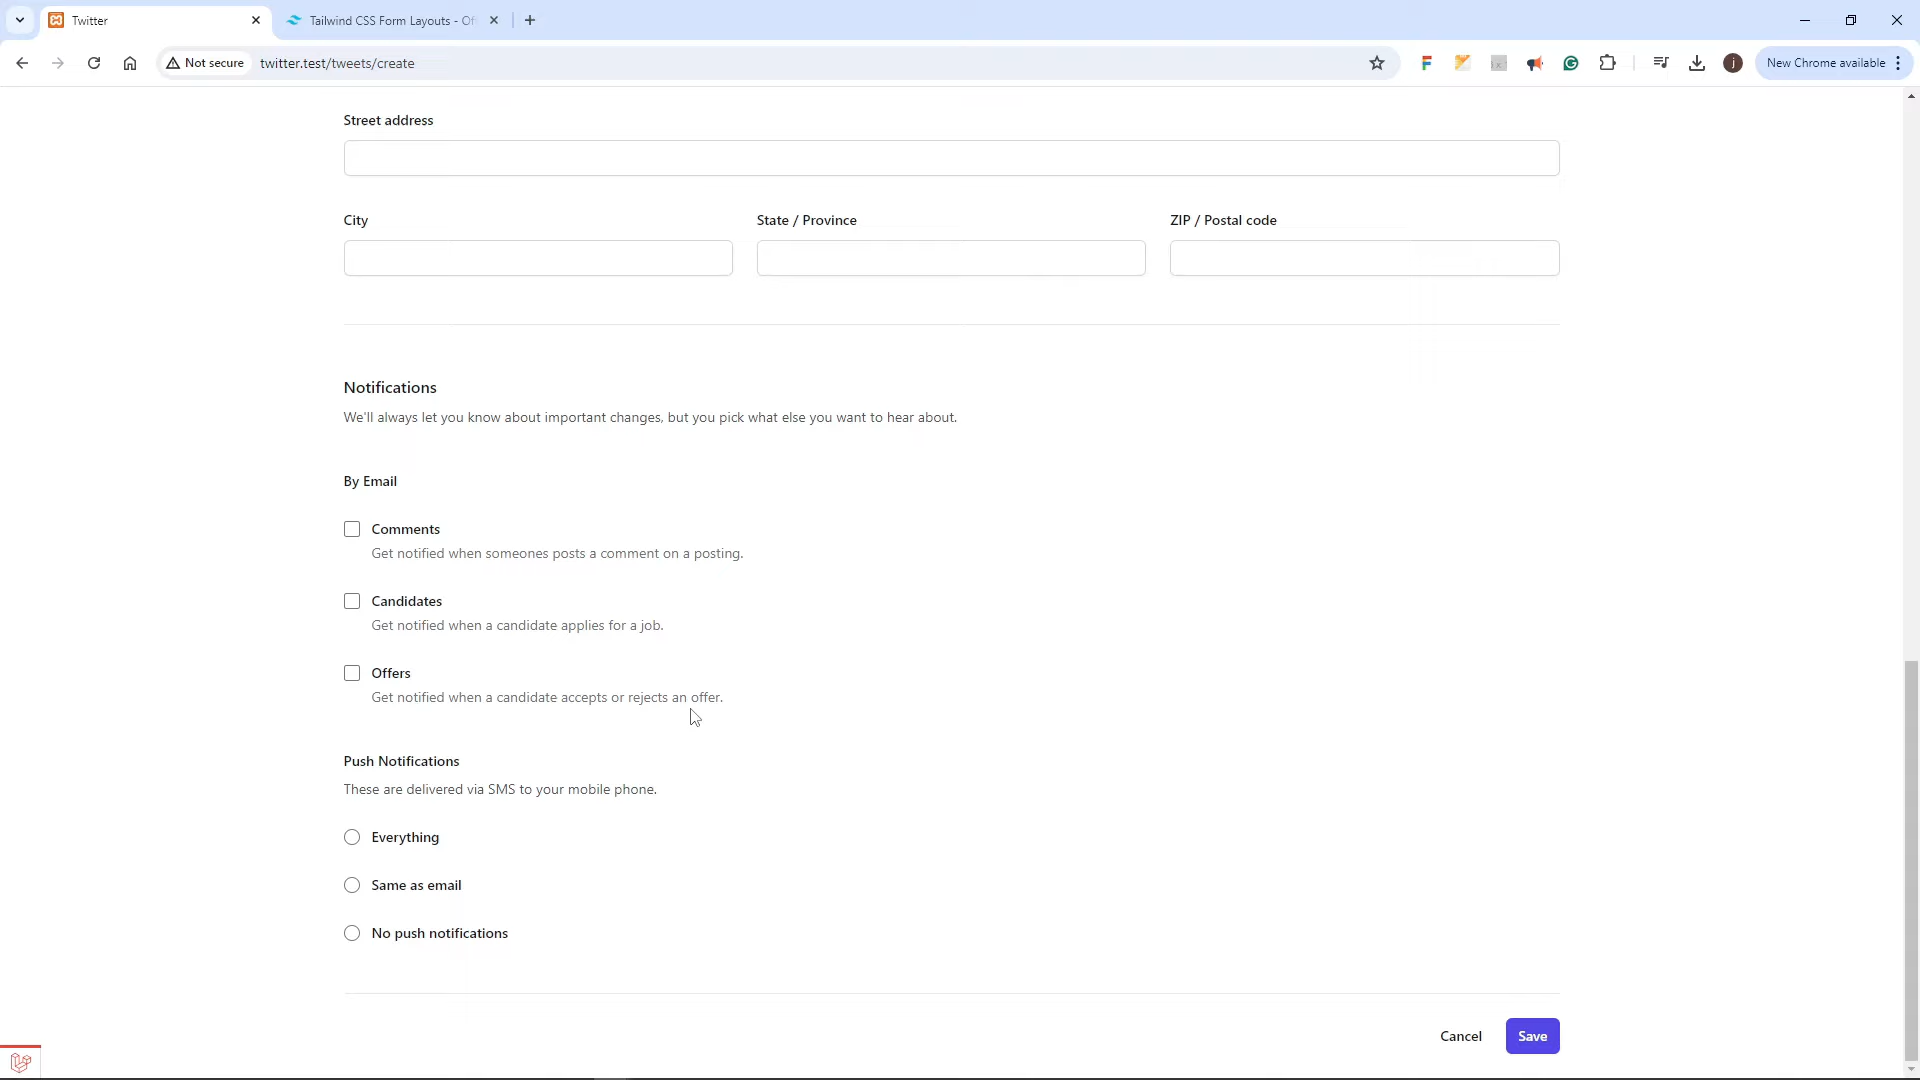 Twitter
Tailwind CSS Form Layouts - Of
Not secure
twitter.test/tweets/create
j
New Chrome available
Street address
City
State / Province
ZIP / Postal code
Notifications
We'll always let you know about important changes, but you pick what else you want to hear about.
By Email
Comments
Get notified when someones posts a comment on a posting.
Candidates
Get notified when a candidate applies for a job.
Offers
Get notified when a candidate accepts or rejects an offer.
Push Notifications
These are delivered via SMS to your mobile phone.
Everything
Same as email
No push notifications
Cancel
Save